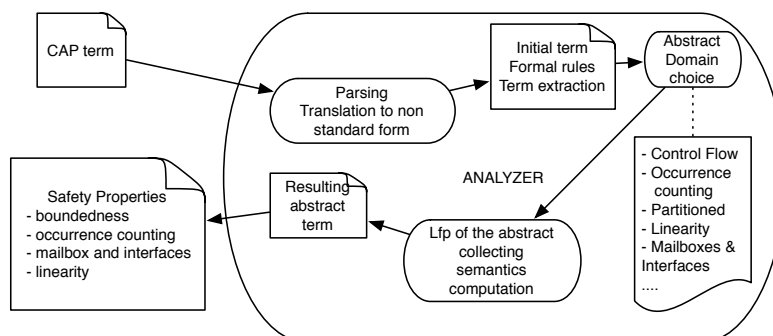 CAP term
Parsing
Translation to non
standard form
Initial term
Formal rules
Term extraction
Abstract
Domain
choice
- Control Flow
- Occurrence
counting
- Partitioned
- Linearity
- Mailboxes &
Interfaces
....
ANALYZER
Lfp of the abstract
collecting
semantics
computation
Resulting
abstract
term
Safety Properties
- boundedness
- occurrence counting
- mailbox and interfaces
- linearity